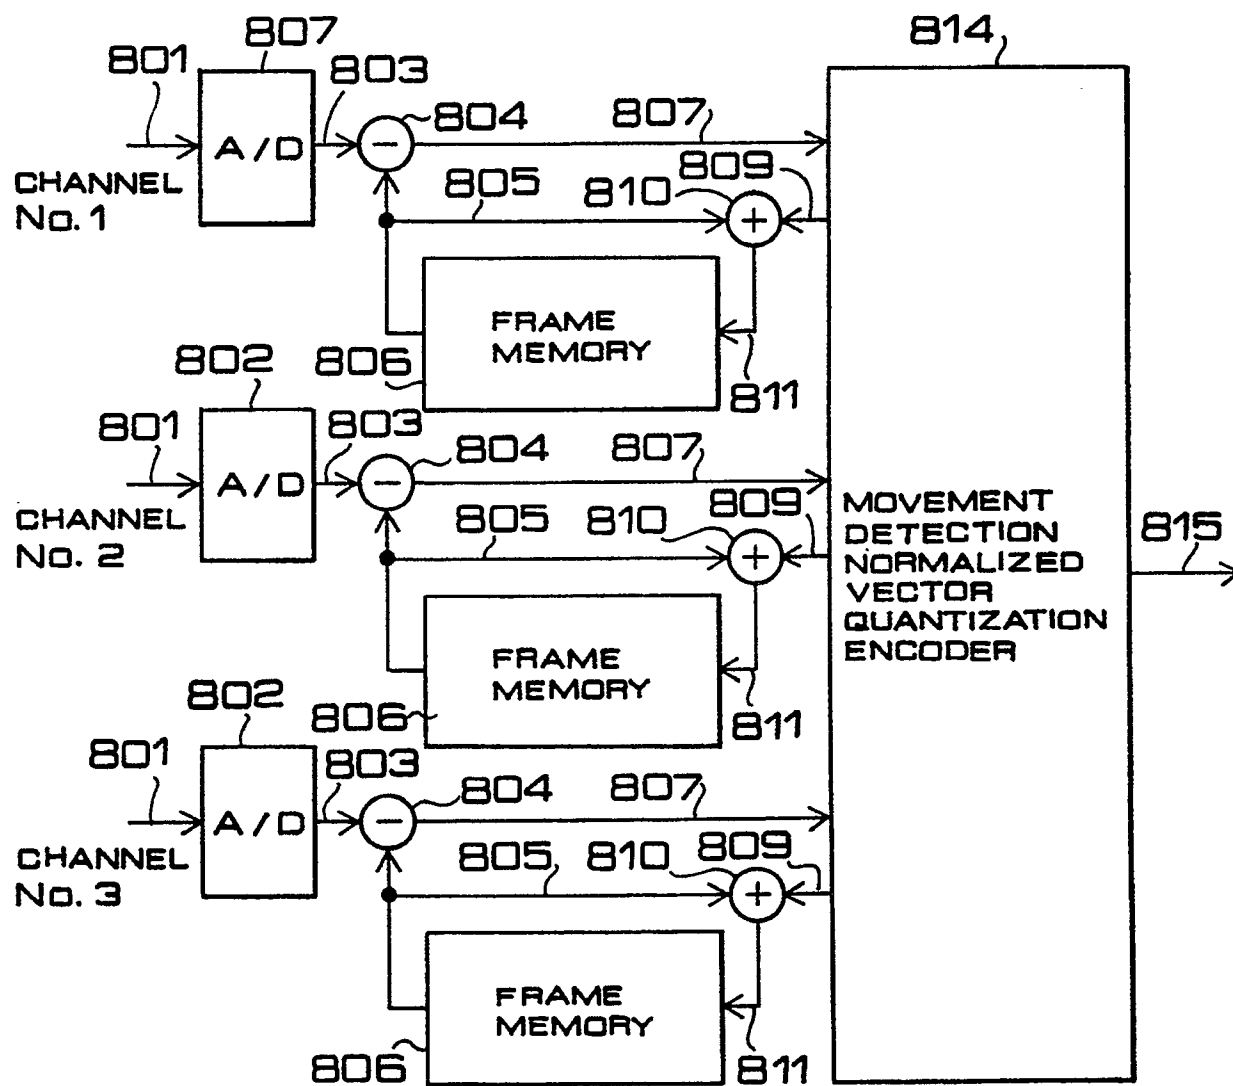 807
814
801
803
804
807
A/D
−
CHANNEL
No. 1
805
810
809
+
FRAME
MEMORY
806
811
802
801
803
804
807
A/D
−
CHANNEL
No. 2
805
810
809
+
MOVEMENT
DETECTION
NORMALIZED
VECTOR
QUANTIZATION
ENCODER
815
FRAME
MEMORY
806
811
802
801
803
804
807
A/D
−
CHANNEL
No. 3
805
810
809
+
FRAME
MEMORY
806
811